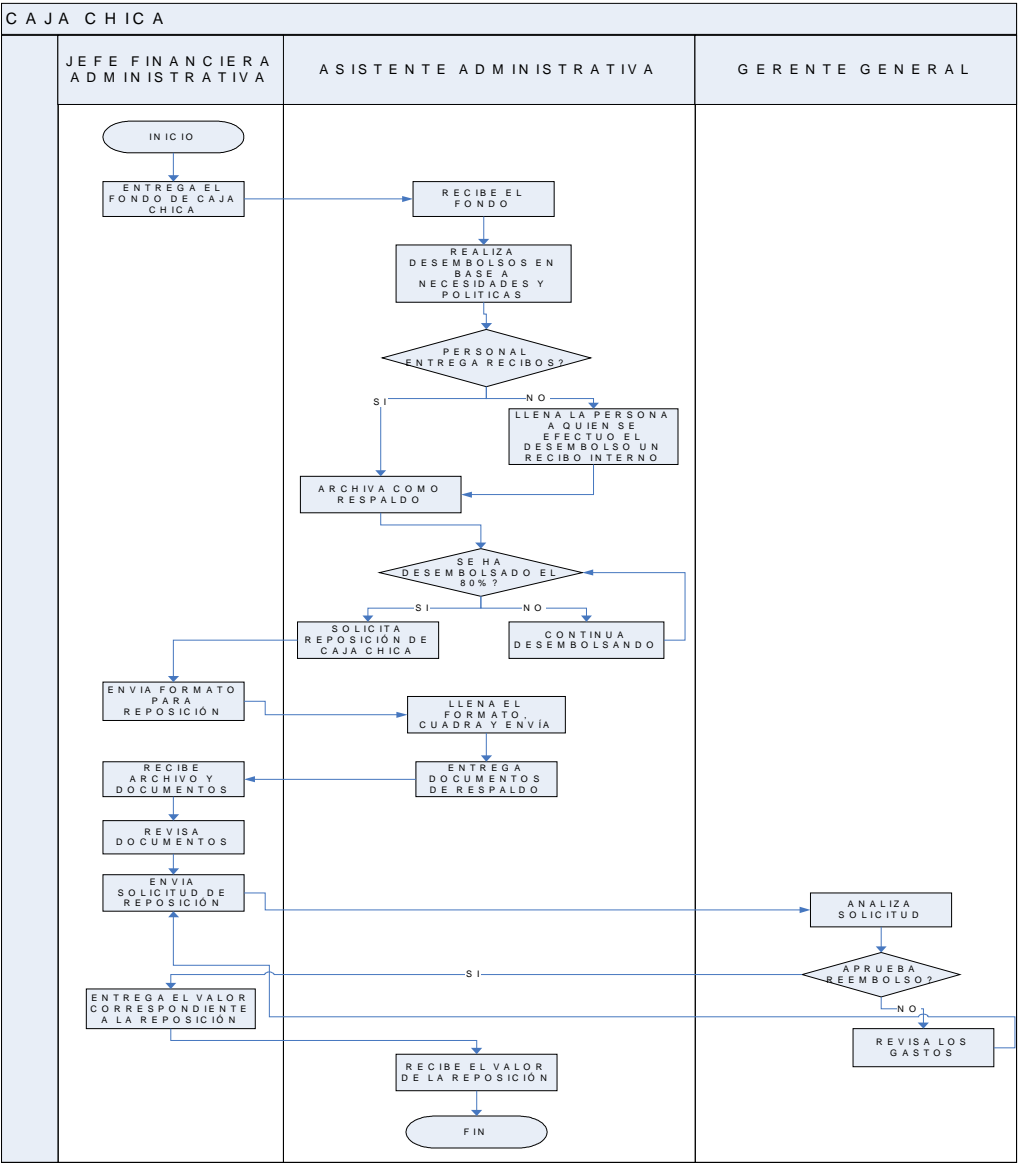 CAJA CHICA
JEFE FINANCIERA
ADMINISTRATIVA
ASISTENTE ADMINISTRATIVA
GERENTE GENERAL
INICIO
ENTREGA EL
FONDO DE CAJA
CHICA
RECIBE EL
FONDO
REALIZA
DESEMBOLSOS EN
BASE A
NECESIDADES Y
POLITICAS
PERSONAL
ENTREGA RECIBOS?
SI
NO
LLENA LA PERSONA
A QUIEN SE
EFECTUO EL
DESEMBOLSO UN
RECIBO INTERNO
ARCHIVA COMO
RESPALDO
SE HA
DESEMBOLSADO EL
80%?
SI
NO
SOLICITA
REPOSICIÓN DE
CAJA CHICA
CONTINUA
DESEMBOLSANDO
ENVIA FORMATO
PARA
REPOSICIÓN
LLENA EL
FORMATO,
CUADRA Y ENVÍA
RECIBE
ARCHIVO Y
DOCUMENTOS
ENTREGA
DOCUMENTOS
DE RESPALDO
REVISA
DOCUMENTOS
ENVIA
SOLICITUD DE
REPOSICIÓN
ANALIZA
SOLICITUD
APRUEBA
REEMBOLSO?
SI
NO
ENTREGA EL VALOR
CORRESPONDIENTE
A LA REPOSICIÓN
REVISA LOS
GASTOS
RECIBE EL VALOR
DE LA REPOSICIÓN
FIN